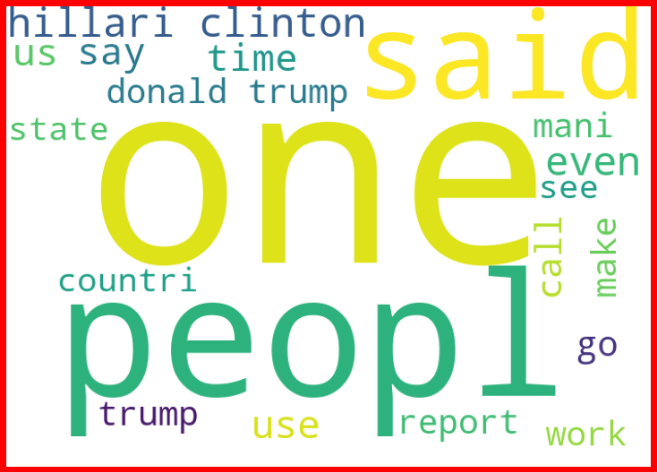 hillari clinton
said
us say time
donald trump
state
one
mani
even
see
call
make
countri
peopl
go
trump
use
report
work